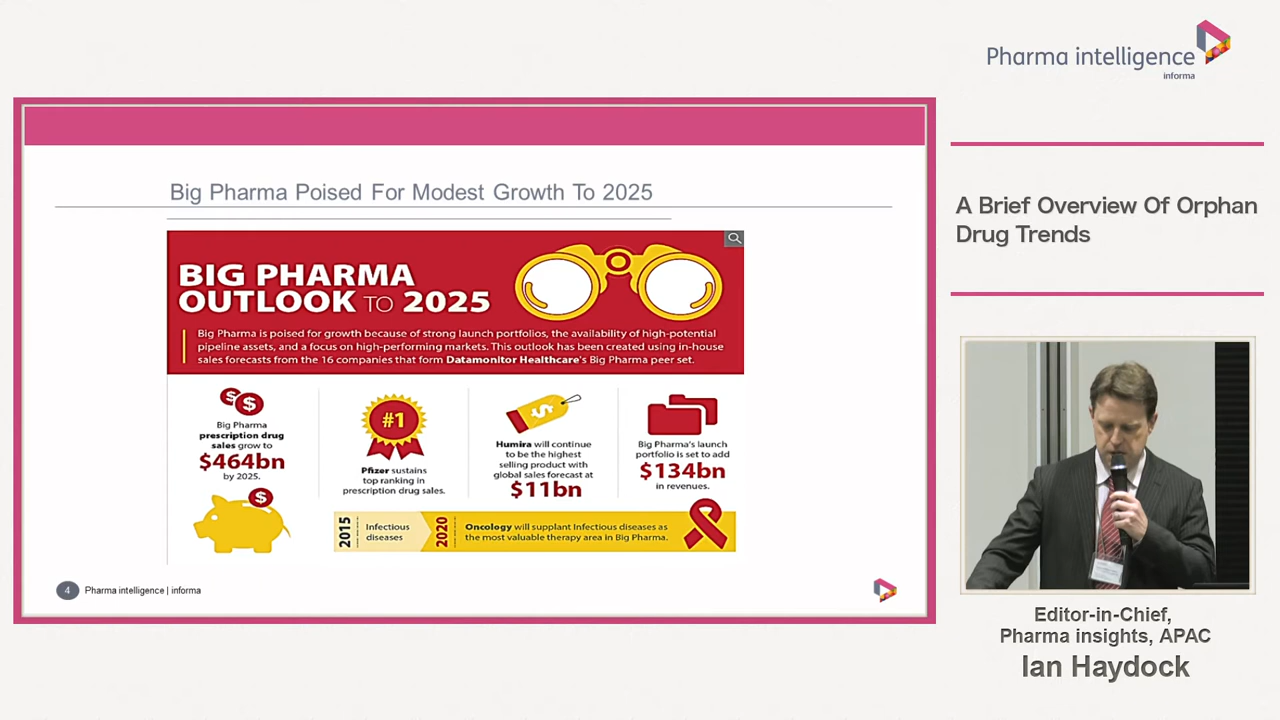 Pharma intelligence
informa
A Brief Overview Of Orphan
Drug Trends
Big Pharma Poised For Modest Growth To 2025
BIG PHARMA
OUTLOOK TO 2025
Big Pharma is poised for growth because of strong launch portfolios, the availability of high-potential
pipeline assets, and a focus on high-performing markets. This outlook has been created using in-house
sales forecasts from the 16 companies that form Datamonitor Healthcare's Big Pharma peer set.
$ $
Big Pharma
prescription drug
sales grow to
$464bn
by 2025.
$
#1
Pfizer sustains
top ranking in
prescription drug sales.
$
Humira will continue
to be the highest
selling product with
global sales forecast at
$11bn
Big Pharma's launch
portfolio is set to add
$134bn
in revenues.
2015
Infectious
diseases
2020
Oncology will supplant Infectious diseases as
the most valuable therapy area in Big Pharma.
4 Pharma intelligence | informa
Editor-in-Chief,
Pharma insights, APAC
Ian Haydock